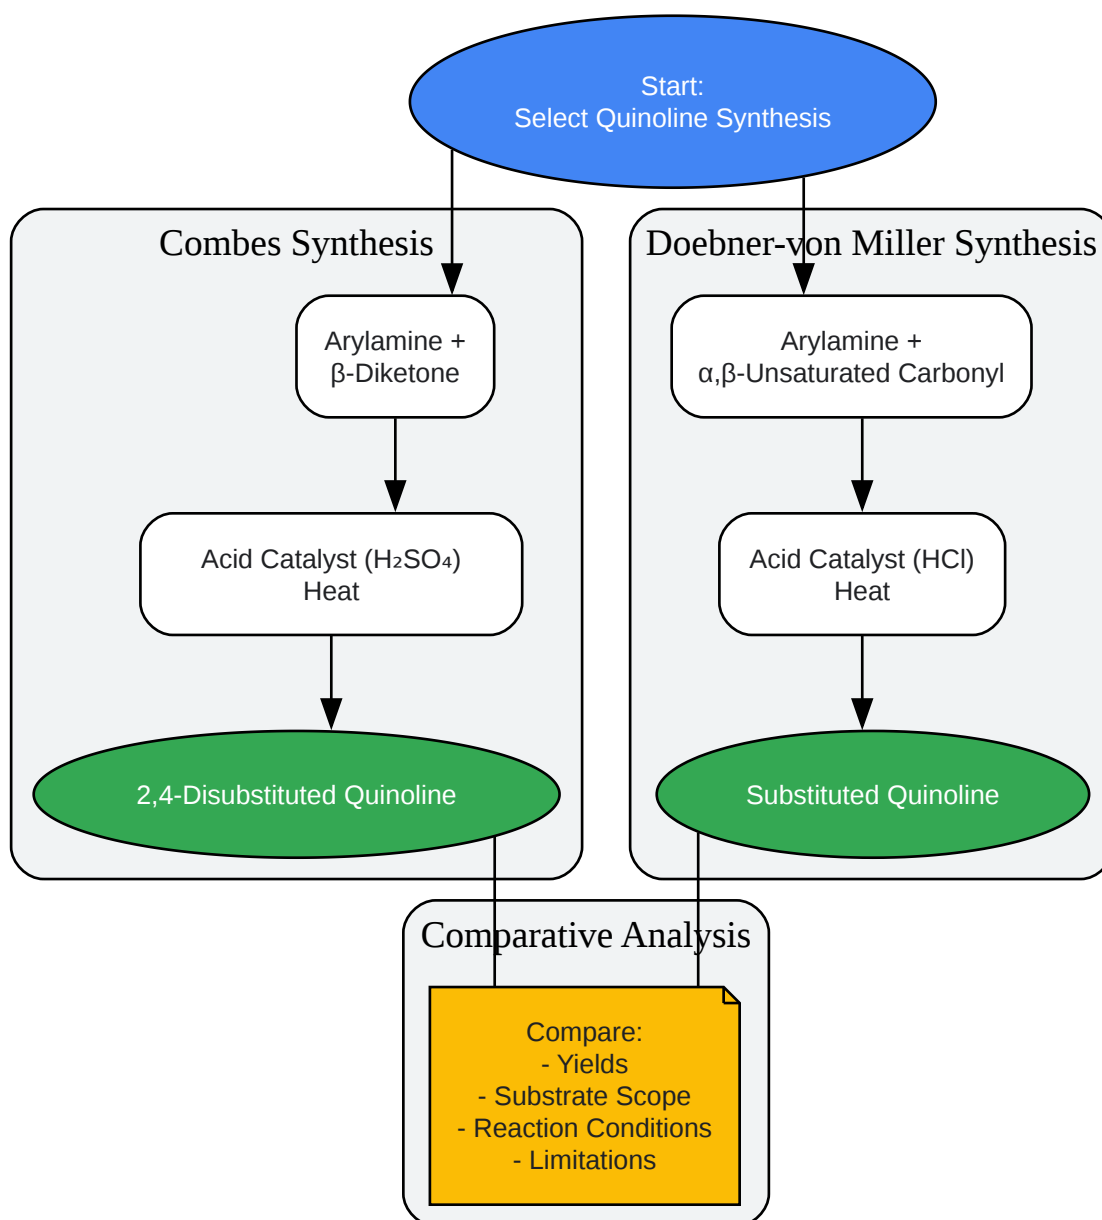 Start:
Select Quinoline Synthesis
Combes Synthesis
Arylamine +
β-Diketone
Acid Catalyst (H₂SO₄)
Heat
2,4-Disubstituted Quinoline
Doebner-von Miller Synthesis
Arylamine +
α,β-Unsaturated Carbonyl
Acid Catalyst (HCl)
Heat
Substituted Quinoline
Comparative Analysis
Compare:
- Yields
- Substrate Scope
- Reaction Conditions
- Limitations